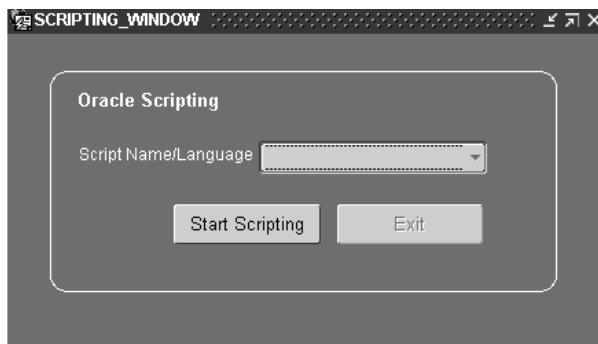 SCRIPTING_WINDOW
Oracle Scripting
Script Name/Language
Start Scripting Exit